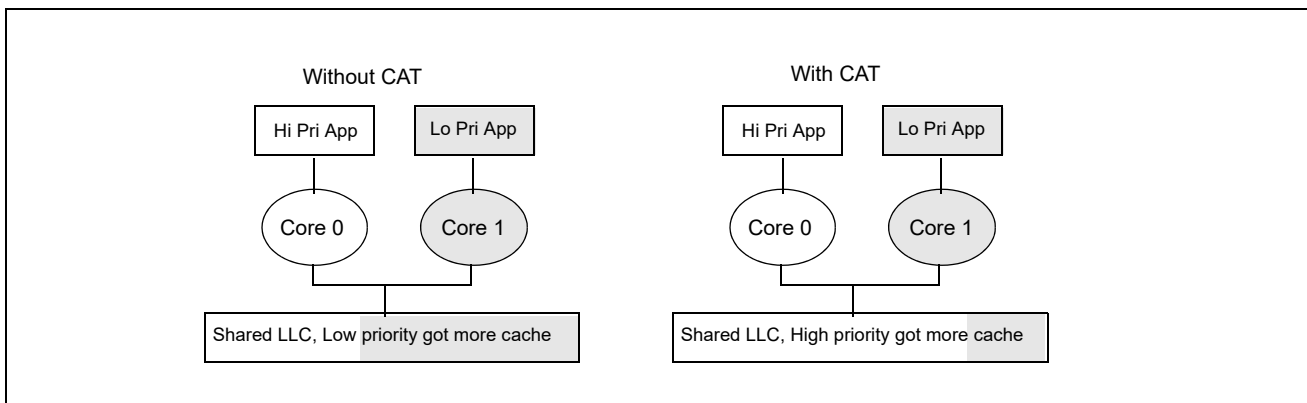 Without CAT
Hi Pri App
Lo Pri App
Core 0
Core 1
Shared LLC, Low priority got more cache
With CAT
Hi Pri App
Lo Pri App
Core 0
Core 1
Shared LLC, High priority got more cache